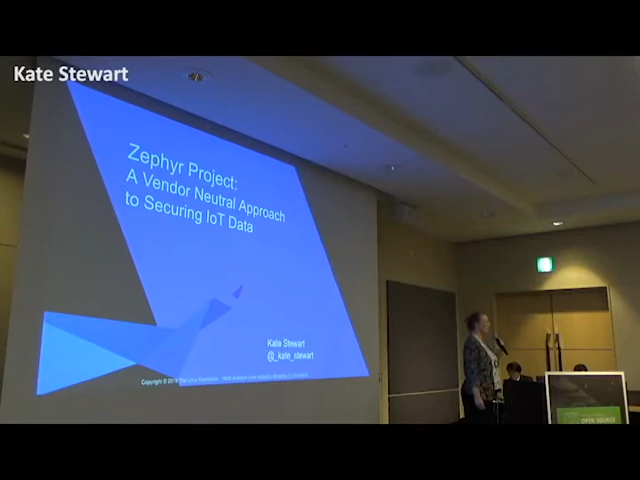 Kate Stewart
Zephyr Project:
A Vendor Neutral Approach
to Securing IoT Data
Kate Stewart
@_kate_stewart
OPEN SOURCE